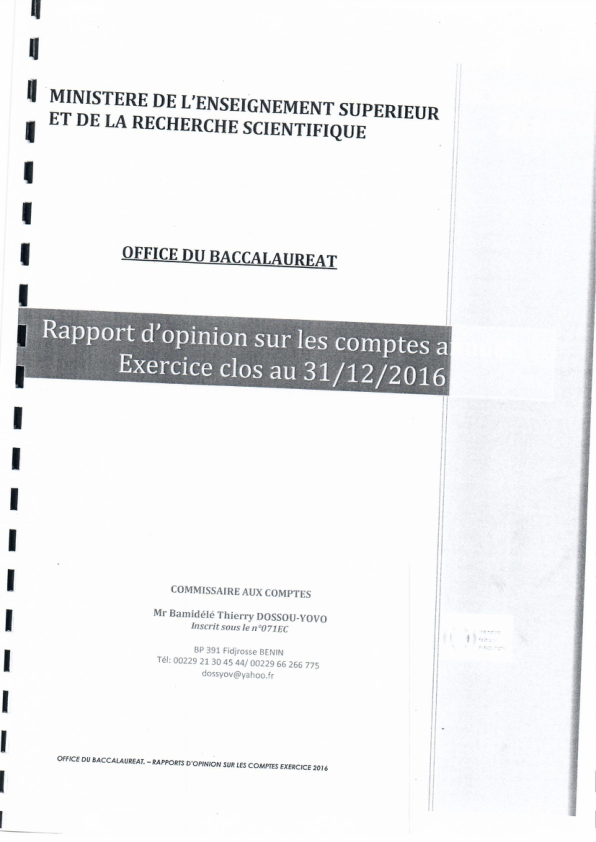 MINISTERE DE L'ENSEIGNEMENT SUPERIEUR
ET DE LA RECHERCHE SCIENTIFIQUE
OFFICE DU BACCALAUREAT
Rapport d'opinion sur les comptes
Exercice clos au 31/12/2016
COMMISSAIRE AUX COMPTES
Mr Bamidélé Thierry DOSSOU-YOVO
Inscrit sous le n°071EC
BP 391 Fidjrosse BENIN
Tél: 00229 21 30 45 44/ 00229 66 266 775
dossyov@yahoo.fr
OFFICE DU BACCALAUREAT, – RAPPORTS D'OPINION SUR LES COMPTES EXERCICE 2016